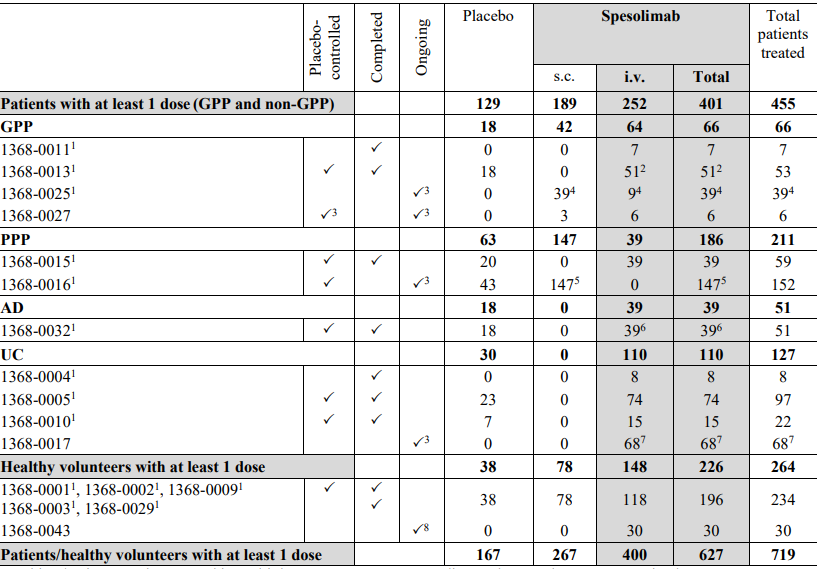 Placebo-controlled Completed Ongoing Placebo Spesolimab Total patients treated
s.c. i.v. Total
Patients with at least 1 dose (GPP and non-GPP) 129 189 252 401 455
GPP 18 42 64 66 66
1368-0011¹ ✓ 0 0 7 7 7
1368-0013¹ ✓ ✓ 18 0 51² 51² 53
1368-0025¹ ✓³ 0 39⁴ 9⁴ 39⁴ 39⁴
1368-0027 ✓³ ✓³ 0 3 6 6 6
PPP 63 147 39 186 211
1368-0015¹ ✓ ✓ 20 0 39 39 59
1368-0016¹ ✓ ✓³ 43 147⁵ 0 147⁵ 152
AD 18 0 39 39 51
1368-0032¹ ✓ ✓ 18 0 39⁶ 39⁶ 51
UC 30 0 110 110 127
1368-0004¹ ✓ 0 0 8 8 8
1368-0005¹ ✓ ✓ 23 0 74 74 97
1368-0010¹ ✓ ✓ 7 0 15 15 22
1368-0017 ✓³ 0 0 68⁷ 68⁷ 68⁷
Healthy volunteers with at least 1 dose 38 78 148 226 264
1368-0001¹, 1368-0002¹, 1368-0009¹ ✓ ✓
1368-0003¹, 1368-0029¹ ✓ 38 78 118 196 234
1368-0043 ✓⁸ 0 0 30 30 30
Patients/healthy volunteers with at least 1 dose 167 267 400 627 719